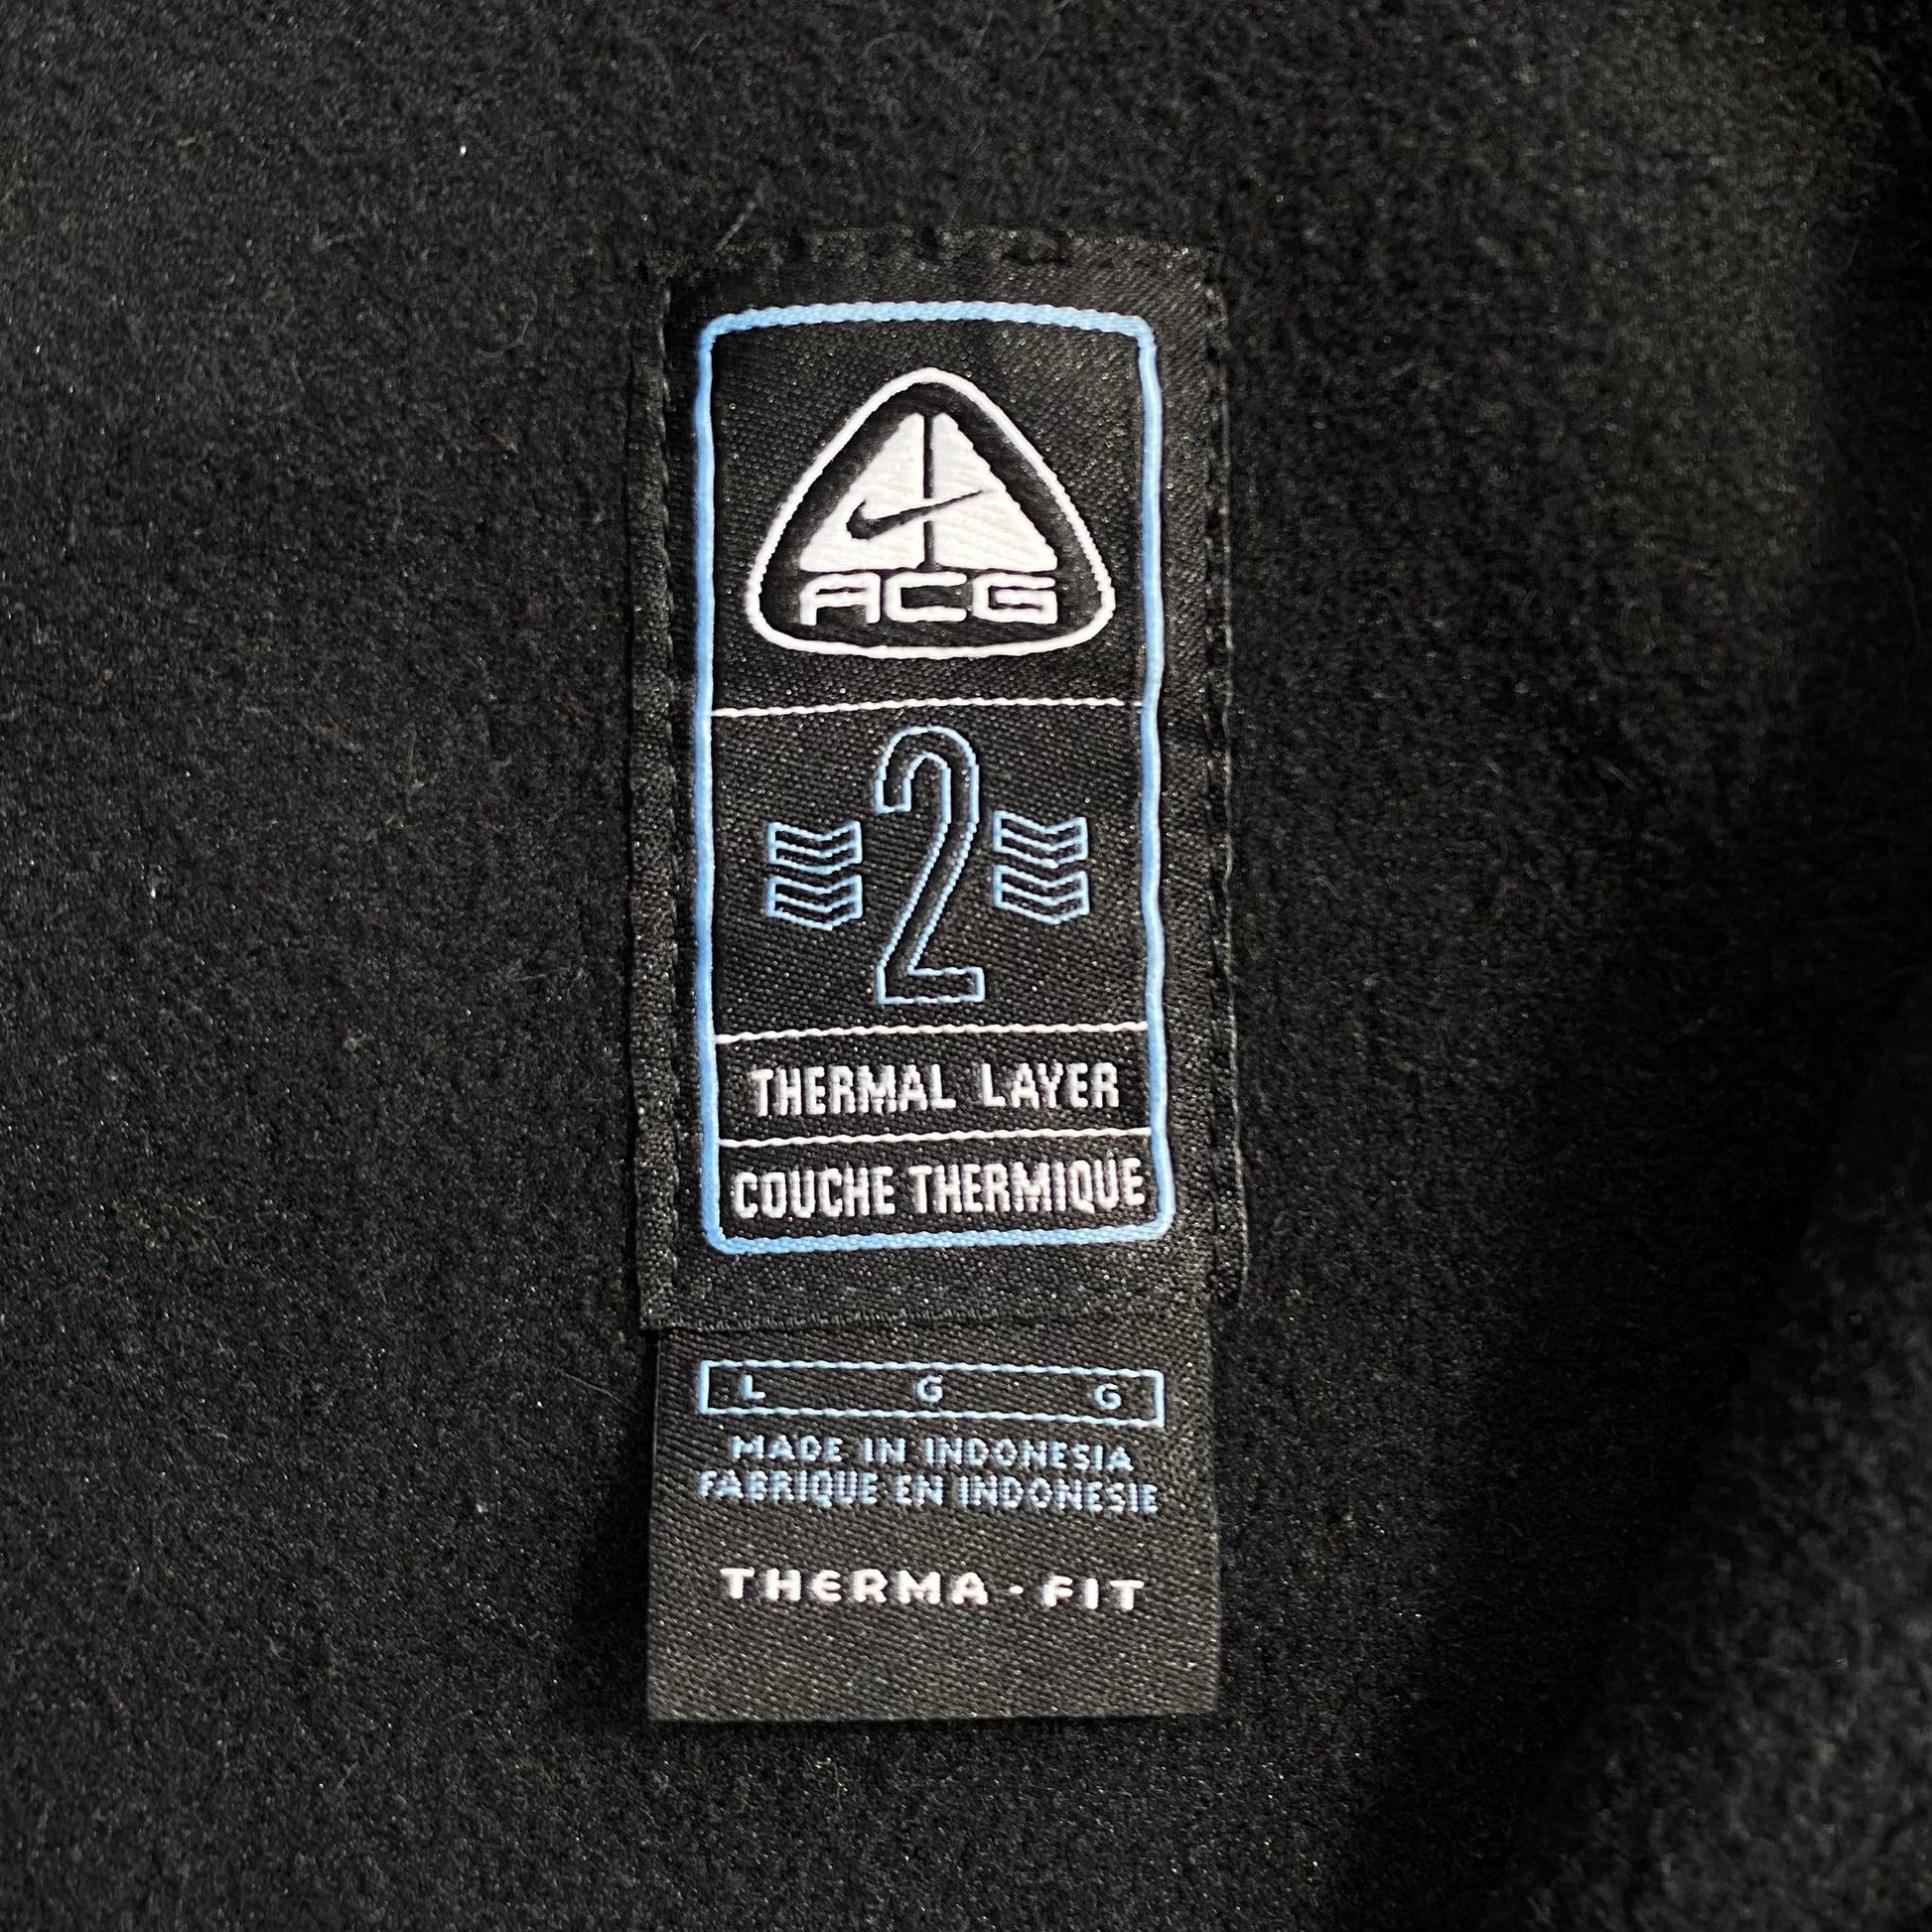 ACG
2
THERMAL LAYER
COUCHE THERMIQUE
L G G
MADE IN INDONESIA
FABRIQUE EN INDONESIE
THERMA-FIT